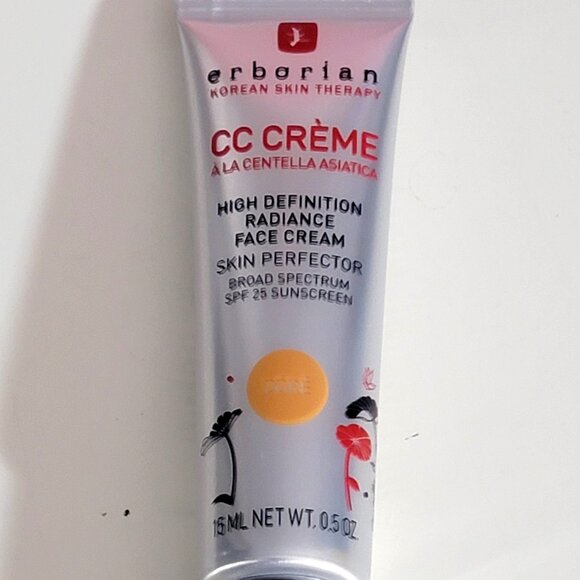 erborian
KOREAN SKIN THERAPY
CC CRÈME
À LA CENTELLA ASIATICA
HIGH DEFINITION
RADIANCE
FACE CREAM
SKIN PERFECTOR
BROAD SPECTRUM
SPF 25 SUNSCREEN
DORÉ
15 ML NET WT. 0.5 OZ.